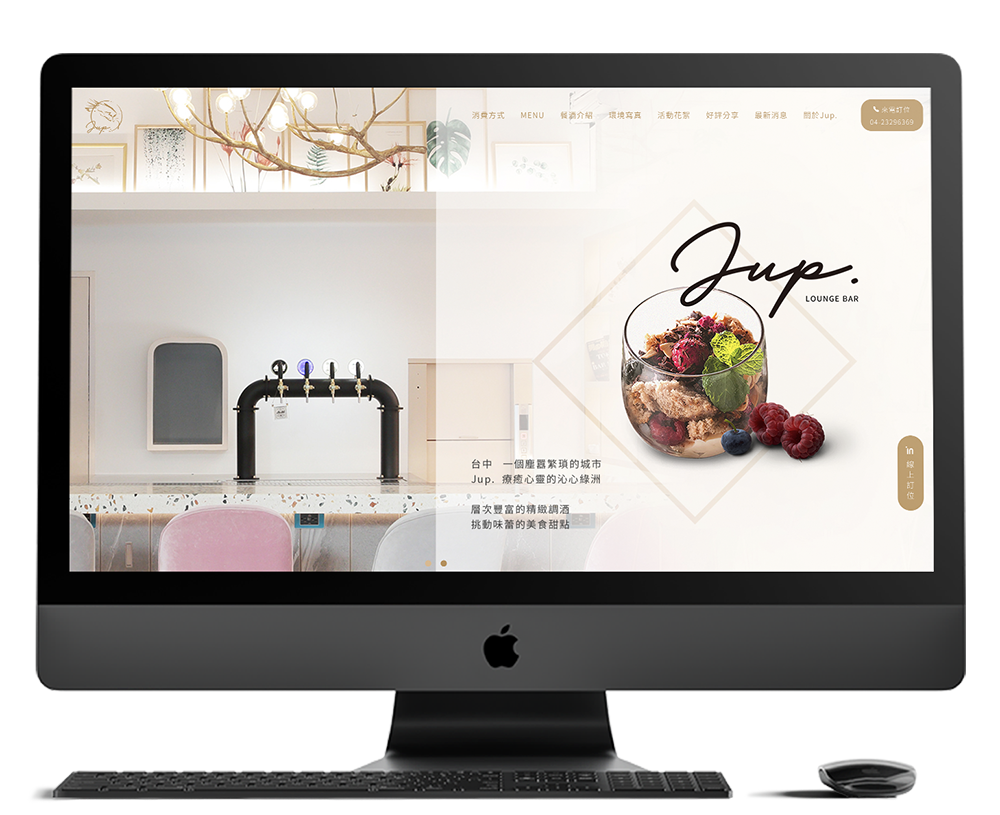 Jup.
消費方式
MENU
餐酒介紹
環境寫真
活動花絮
好評分享
最新消息
關於Jup.
來電訂位
04-23296369
Jup.
LOUNGE BAR
台中 一個塵囂繁瑣的城市
Jup. 療癒心靈的沁心綠洲
層次豐富的精緻調酒
挑動味蕾的美食甜點
in
線上訂位